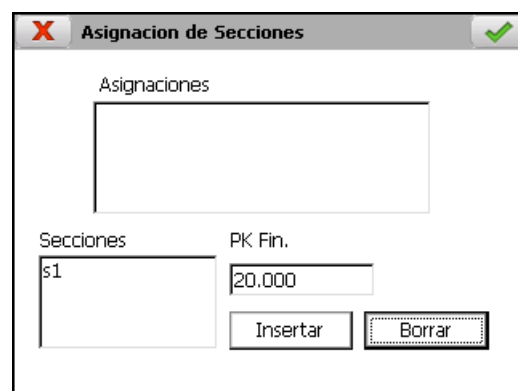 Asignacion de Secciones
Asignaciones
Secciones
PK Fin.
s1
20.000
Insertar
Borrar